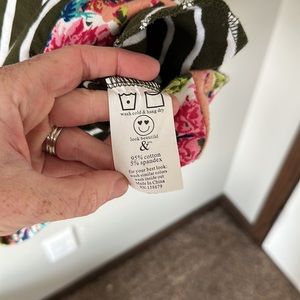 wash cold & hang dry
look beautiful
&
95% cotton
5% spandex
for your best look:
wash similar colors
wash inside out
Made in China
RN: 135679